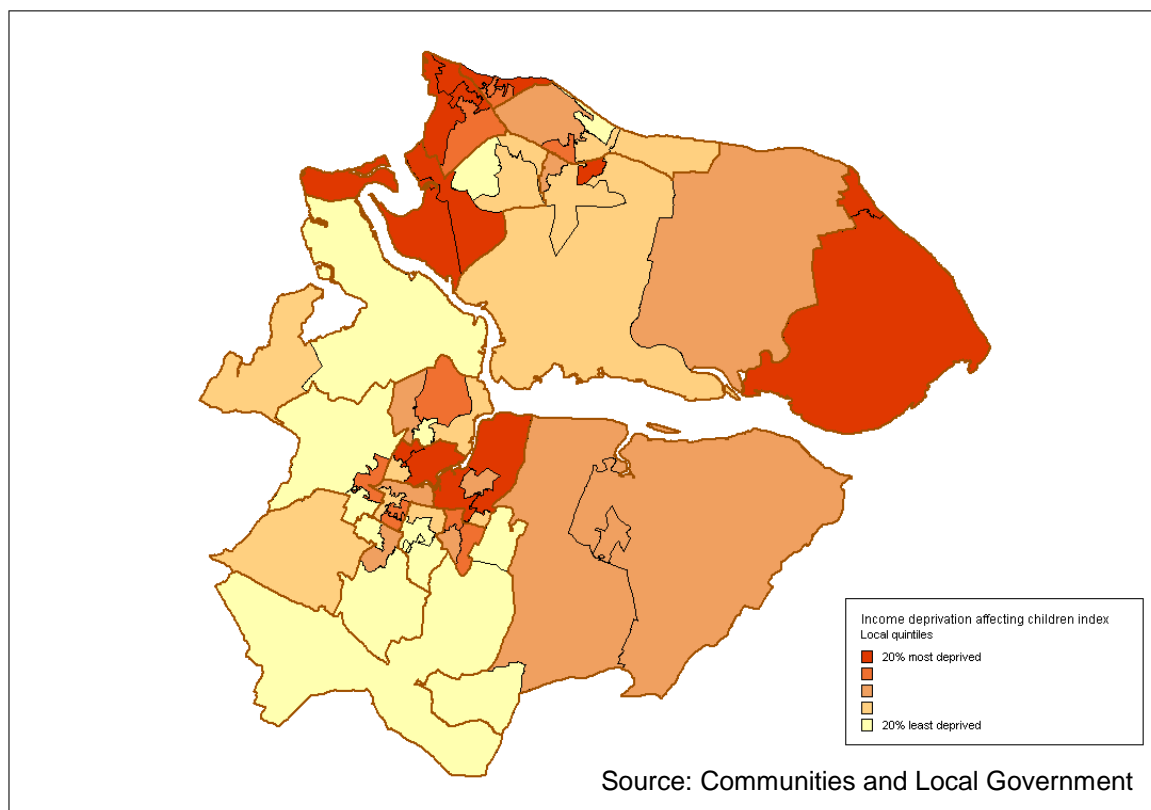 Income deprivation affecting children index
Local quintiles
20% most deprived
20% least deprived
Source: Communities and Local Government